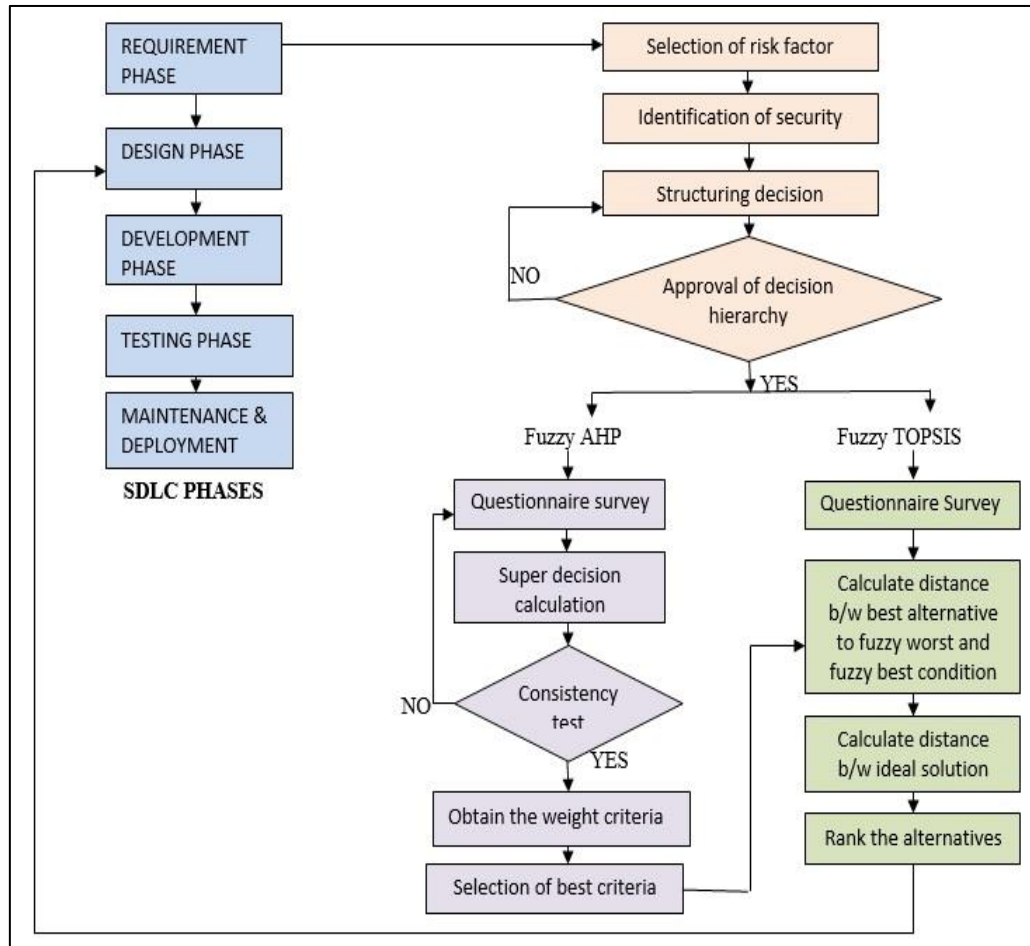 REQUIREMENT
PHASE
DESIGN PHASE
DEVELOPMENT
PHASE
TESTING PHASE
MAINTENANCE &
DEPLOYMENT
SDLC PHASES
Selection of risk factor
Identification of security
Structuring decision
NO
Approval of decision
hierarchy
YES
Fuzzy AHP
Questionnaire survey
Super decision
calculation
NO
Consistency
test
YES
Obtain the weight criteria
Selection of best criteria
Fuzzy TOPSIS
Questionnaire Survey
Calculate distance
b/w best alternative
to fuzzy worst and
fuzzy best condition
Calculate distance
b/w ideal solution
Rank the alternatives